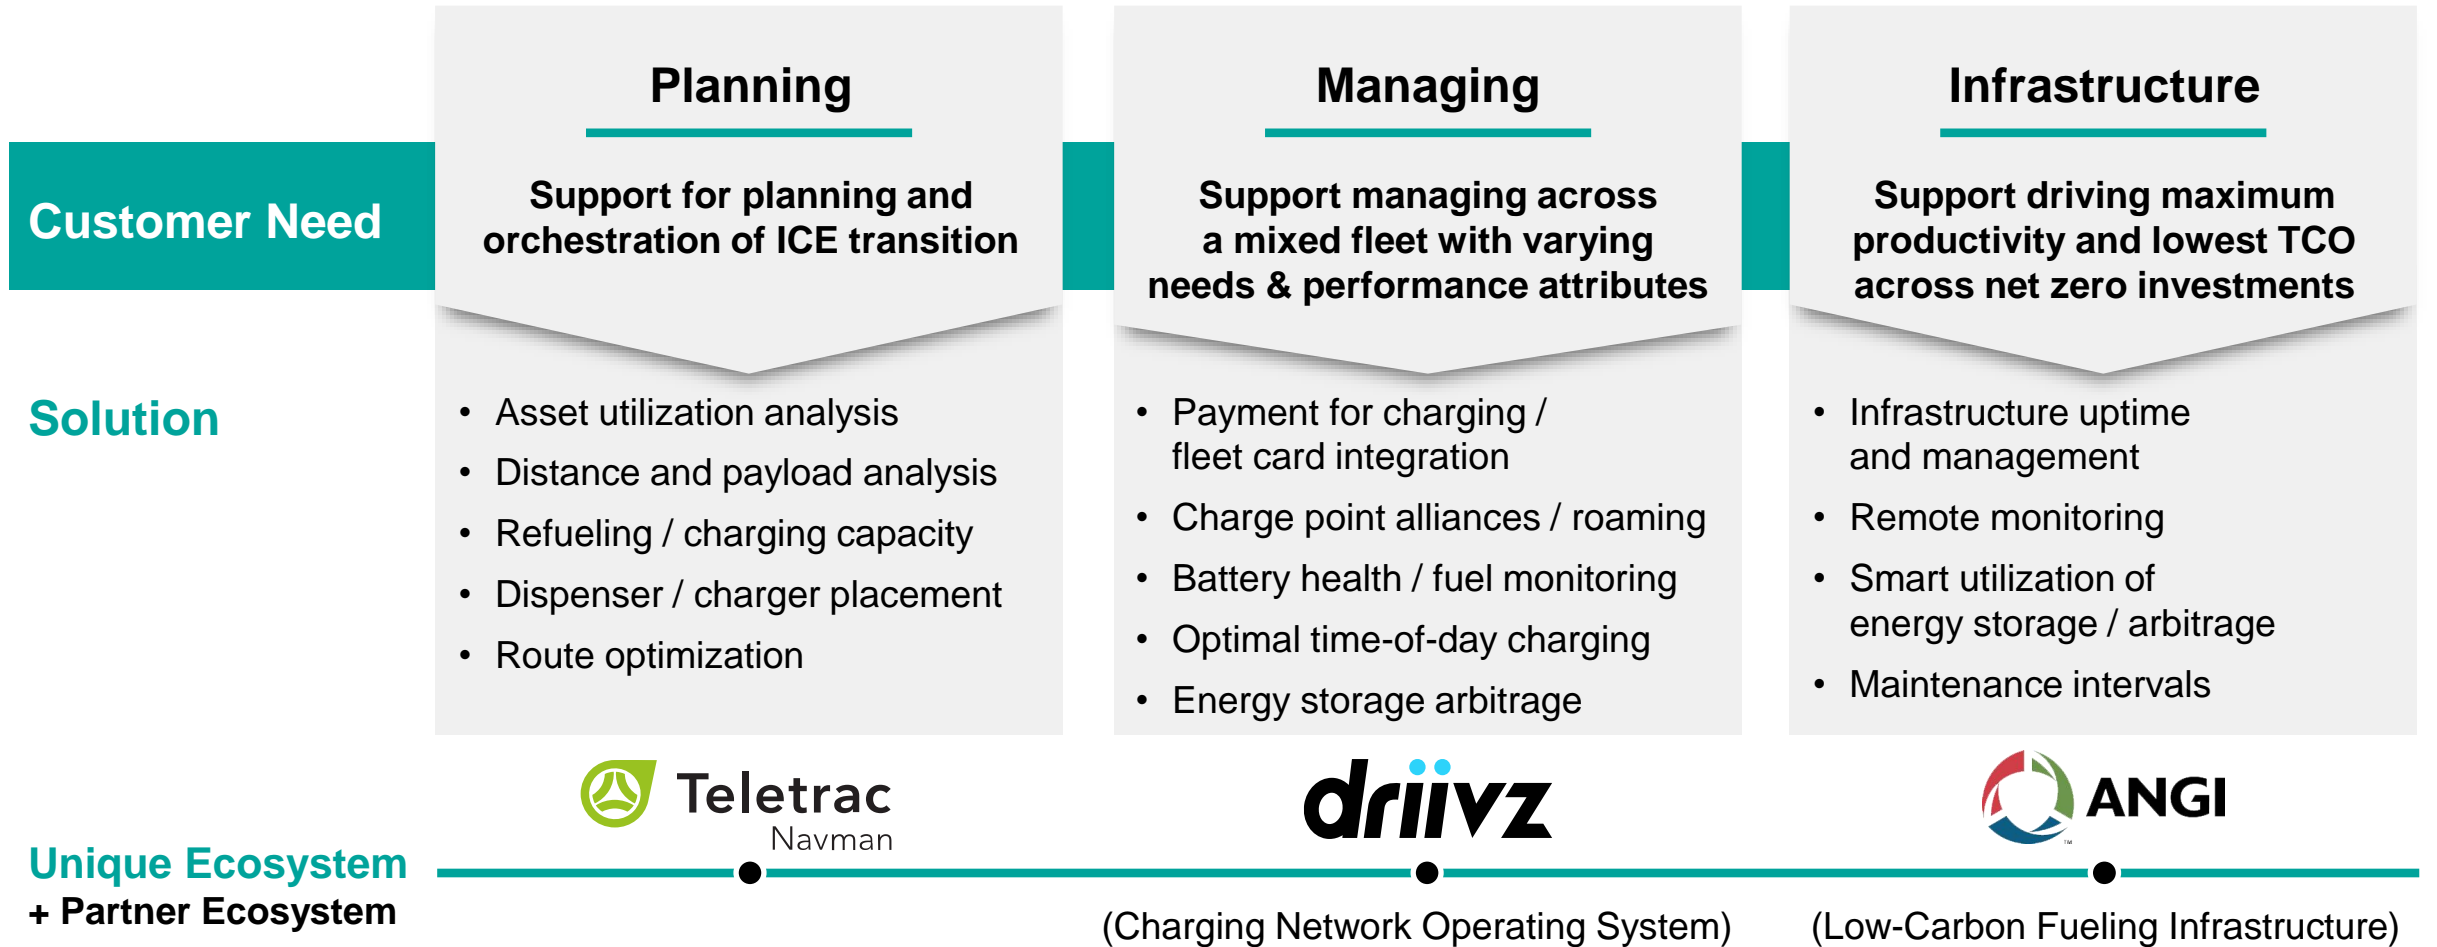 Planning
Managing
Infrastructure
Customer Need
Support for planning and
orchestration of ICE transition
Support managing across
a mixed fleet with varying
needs & performance attributes
Support driving maximum
productivity and lowest TCO
across net zero investments
Solution
• Asset utilization analysis
• Distance and payload analysis
• Refueling / charging capacity
• Dispenser / charger placement
• Route optimization
• Payment for charging /
fleet card integration
• Charge point alliances / roaming
• Battery health / fuel monitoring
• Optimal time-of-day charging
• Energy storage arbitrage
• Infrastructure uptime
and management
• Remote monitoring
• Smart utilization of
energy storage / arbitrage
• Maintenance intervals
Teletrac
Navman
driivz
ANGI
TM
Unique Ecosystem
+ Partner Ecosystem
(Charging Network Operating System)
(Low-Carbon Fueling Infrastructure)